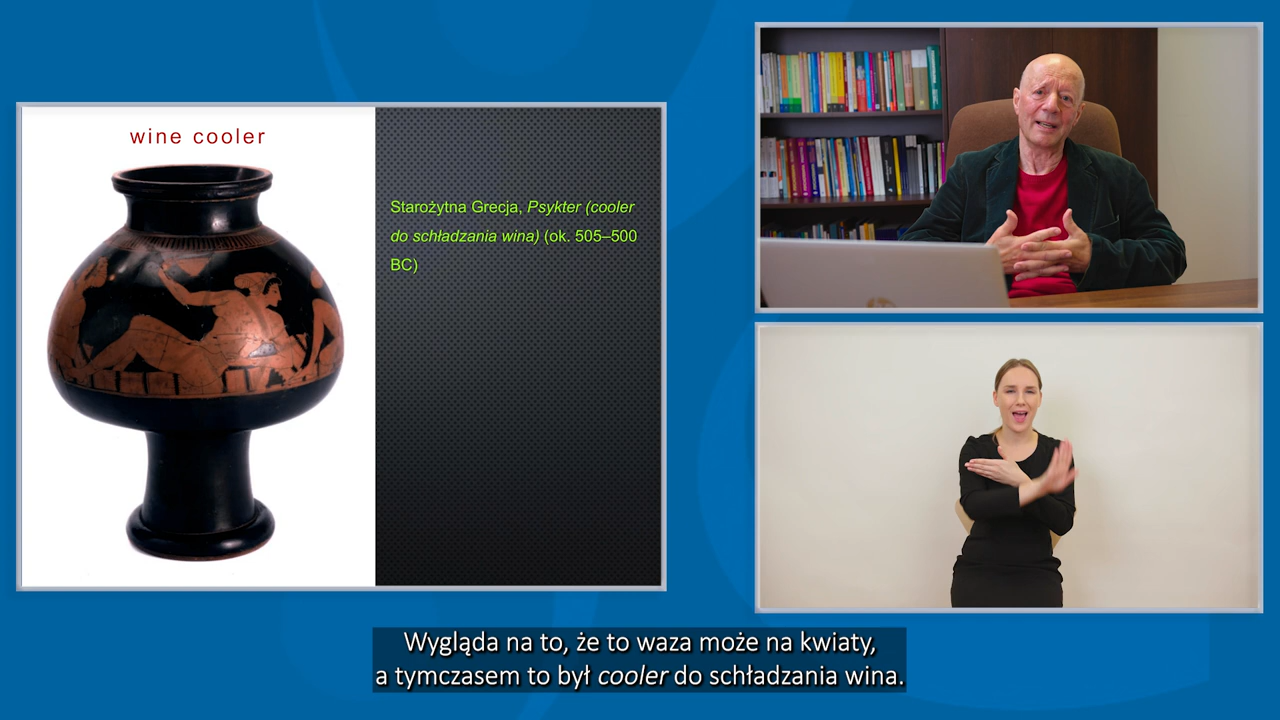 wine cooler
Starożytna Grecja, Psykter (cooler
do schładzania wina) (ok. 505–500
BC)
Wygląda na to, że to waza może na kwiaty,
a tymczasem to był cooler do schładzania wina.